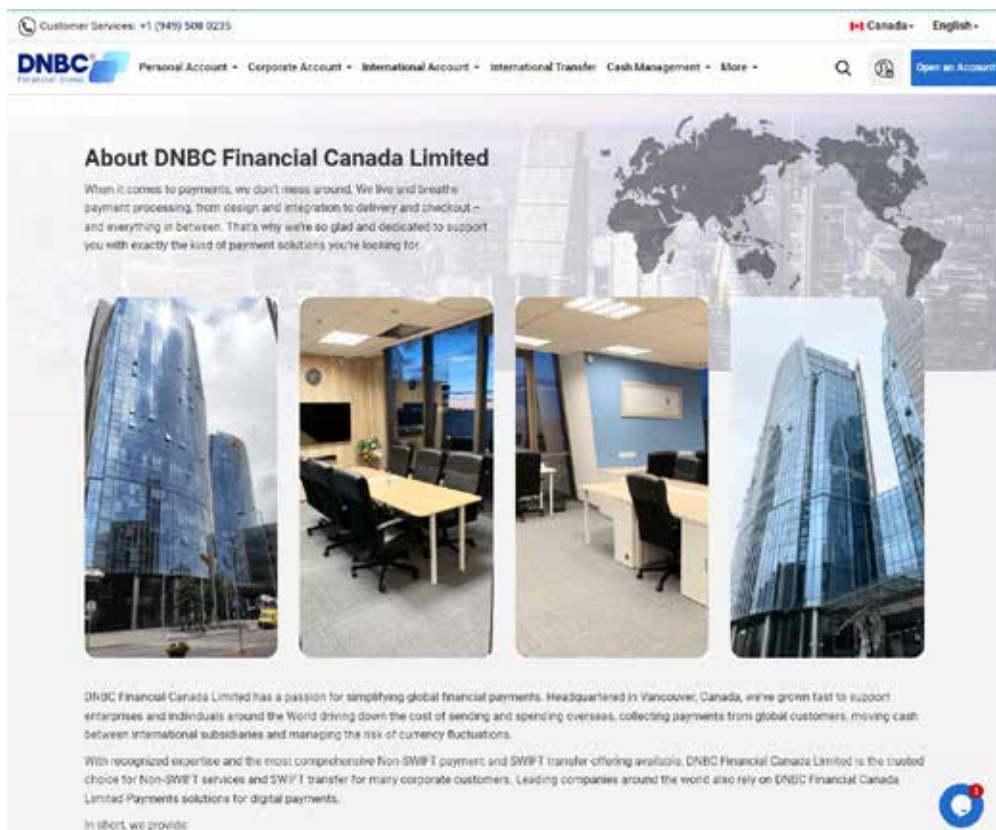 Customer Services: +1 (949) 508 0235
Canada
English
DNBC
Financial Group
Personal Account
Corporate Account
International Account
International Transfer
Cash Management
More
Open an Account
About DNBC Financial Canada Limited
When it comes to payments, we don't mess around. We live and breathe
payment processing, from design and integration to delivery and checkout –
and everything in between. That's why we're so glad and dedicated to support
you with exactly the kind of payment solutions you're looking for.
DNBC Financial Canada Limited has a passion for simplifying global financial payments. Headquartered in Vancouver, Canada, we've grown fast to support
enterprises and individuals around the World driving down the cost of sending and spending overseas, collecting payments from global customers, moving cash
between international subsidiaries and managing the risk of currency fluctuations.
With recognized expertise and the most comprehensive Non-SWIFT payment and SWIFT transfer offering available, DNBC Financial Canada Limited is the trusted
choice for Non-SWIFT services and SWIFT transfer for many corporate customers. Leading companies around the world also rely on DNBC Financial Canada
Limited Payments solutions for digital payments.
In short, we provide:
1